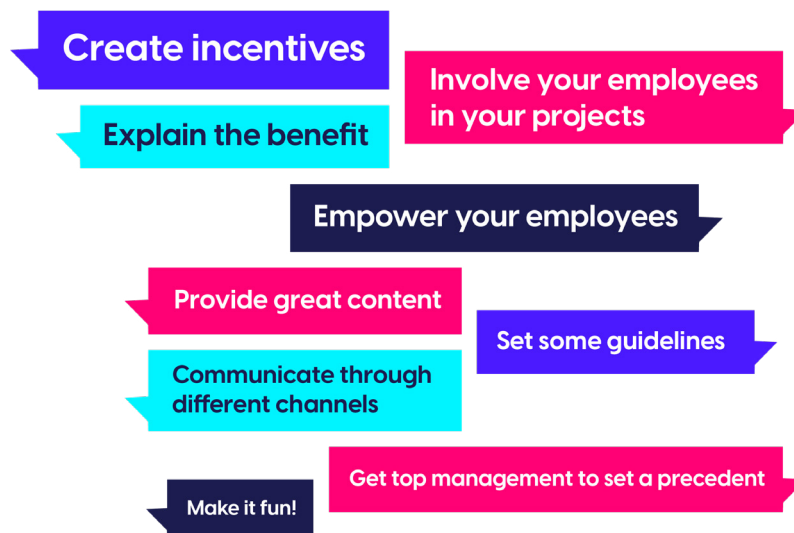 Create incentives
Involve your employees
in your projects
Explain the benefit
Empower your employees
Provide great content
Set some guidelines
Communicate through
different channels
Get top management to set a precedent
Make it fun!